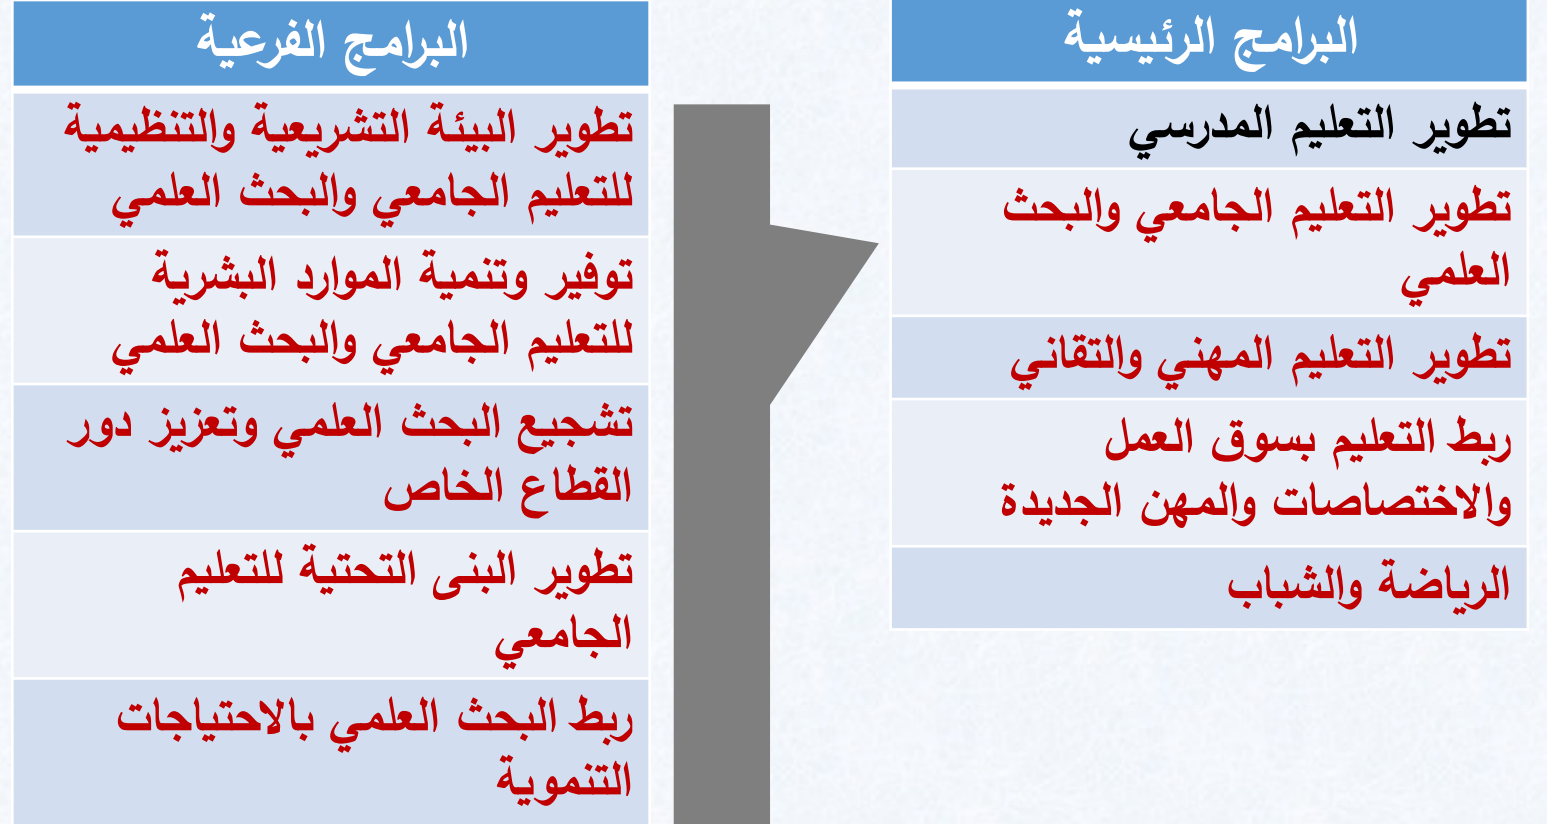 البرامج الرئيسية
تطوير التعليم المدرسي
تطوير التعليم الجامعي والبحث
العلمي
تطوير التعليم المهني والتقاني
ربط التعليم بسوق العمل
والاختصاصات والمهن الجديدة
الرياضة والشباب
البرامج الفرعية
تطوير البيئة التشريعية والتنظيمية
للتعليم الجامعي والبحث العلمي
توفير وتنمية الموارد البشرية
للتعليم الجامعي والبحث العلمي
تشجيع البحث العلمي وتعزيز دور
القطاع الخاص
تطوير البنى التحتية للتعليم
الجامعي
ربط البحث العلمي بالاحتياجات
التنموية